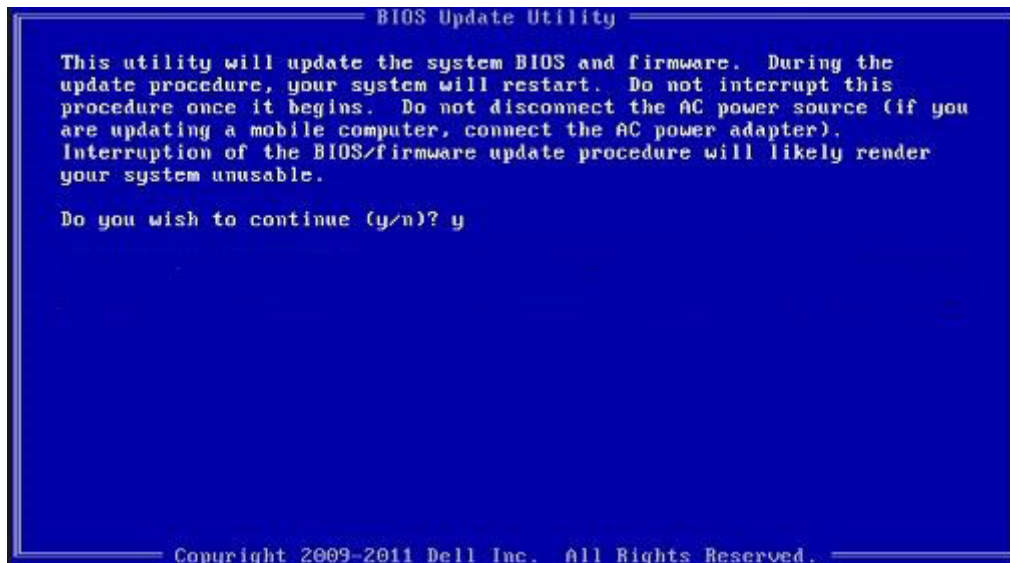 BIOS Update Utility
This utility will update the system BIOS and firmware. During the
update procedure, your system will restart. Do not interrupt this
procedure once it begins. Do not disconnect the AC power source (if you
are updating a mobile computer, connect the AC power adapter).
Interruption of the BIOS/firmware update procedure will likely render
your system unusable.
Do you wish to continue (y/n)? y
Copyright 2009-2011 Dell Inc. All Rights Reserved.